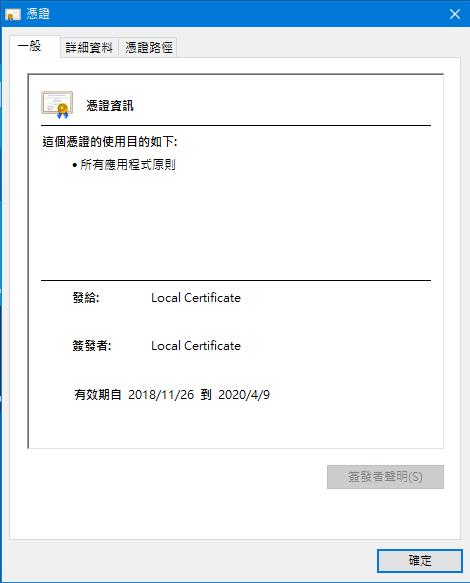 憑證
一般
詳細資料
憑證路徑
憑證資訊
這個憑證的使用目的如下:
• 所有應用程式原則
發給: Local Certificate
簽發者: Local Certificate
有效期自 2018/11/26 到 2020/4/9
簽發者聲明(S)
確定